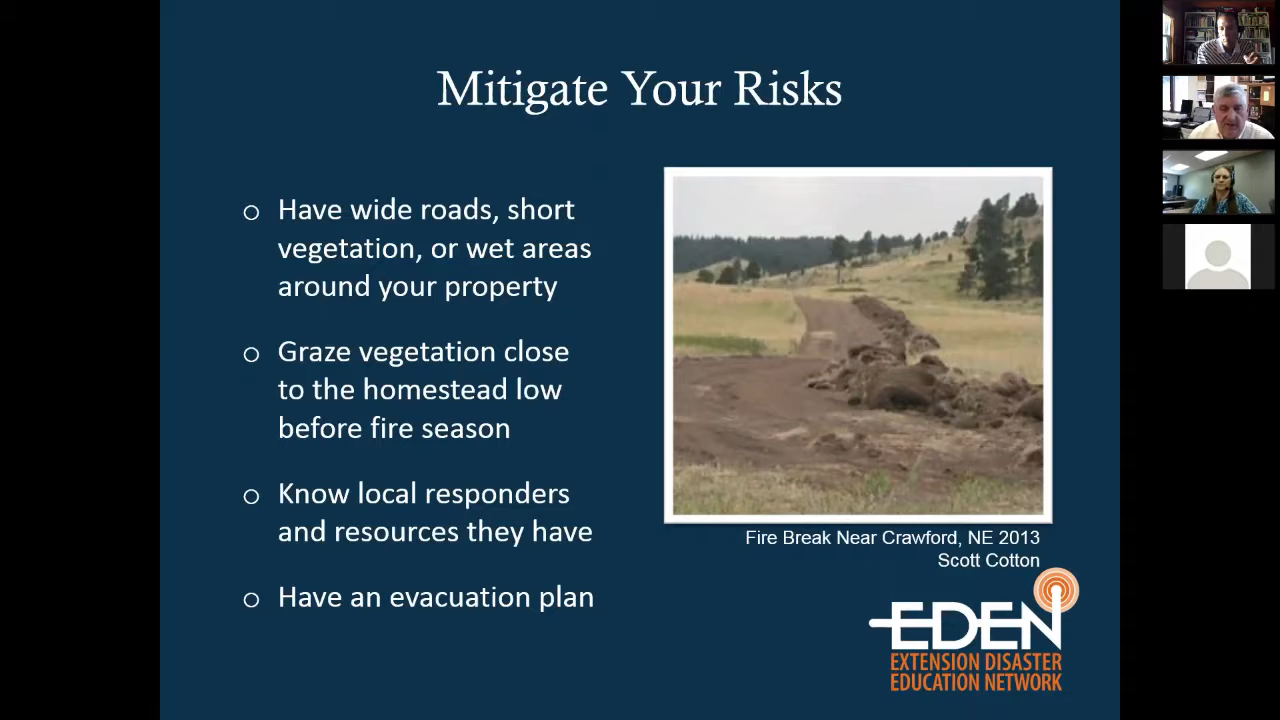 Mitigate Your Risks
o Have wide roads, short
vegetation, or wet areas
around your property
o Graze vegetation close
to the homestead low
before fire season
o Know local responders
and resources they have
o Have an evacuation plan
Fire Break Near Crawford, NE 2013
Scott Cotton
EDEN
EXTENSION DISASTER
EDUCATION NETWORK